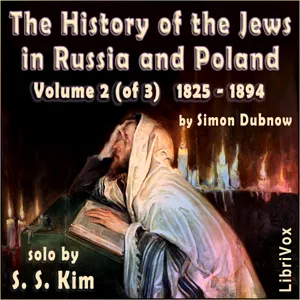 The History of the Jews
in Russia and Poland
Volume 2 (of 3) 1825 - 1894
by Simon Dubnow
solo by
S. S. Kim
LibriVox